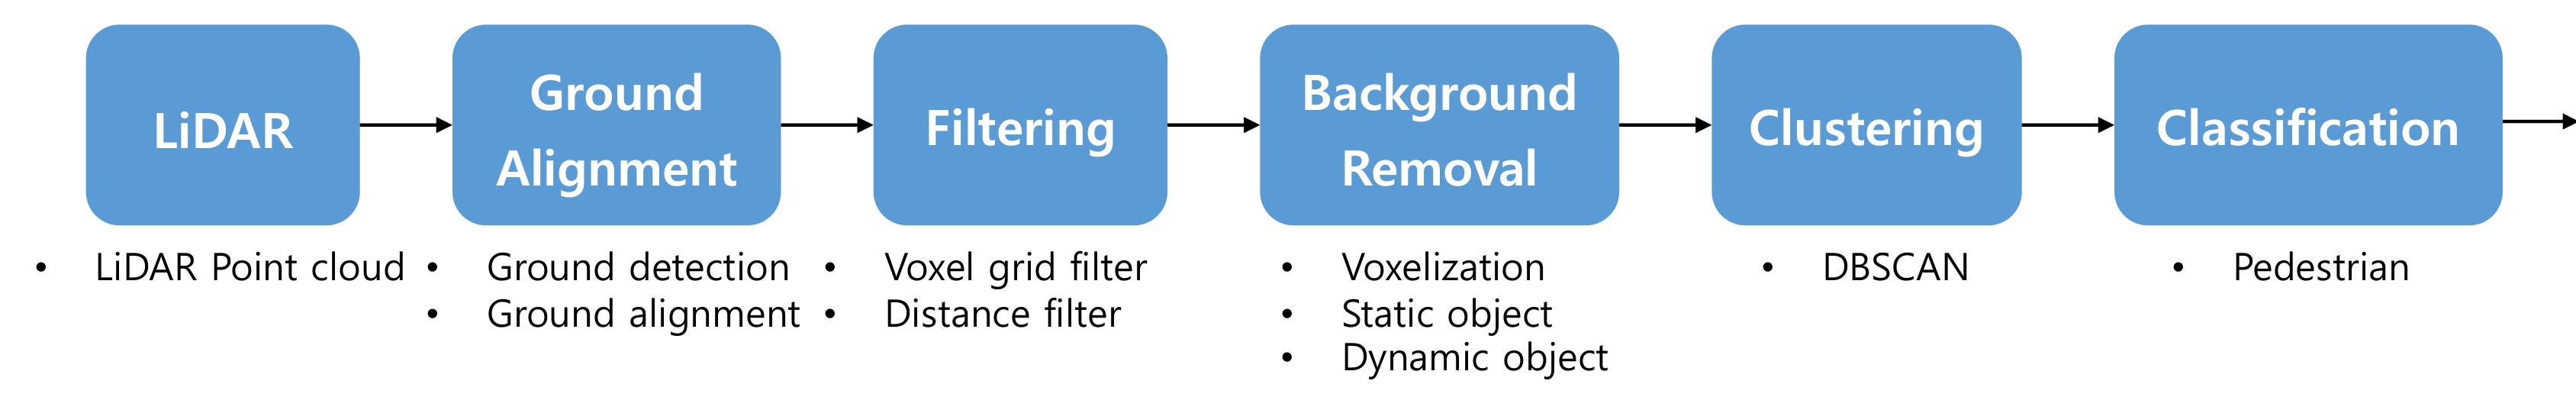 LiDAR
Ground
Alignment
Filtering
Background
Removal
Clustering
Classification
• LiDAR Point cloud
• Ground detection
• Ground alignment
• Voxel grid filter
• Distance filter
• Voxelization
• Static object
• Dynamic object
• DBSCAN
• Pedestrian